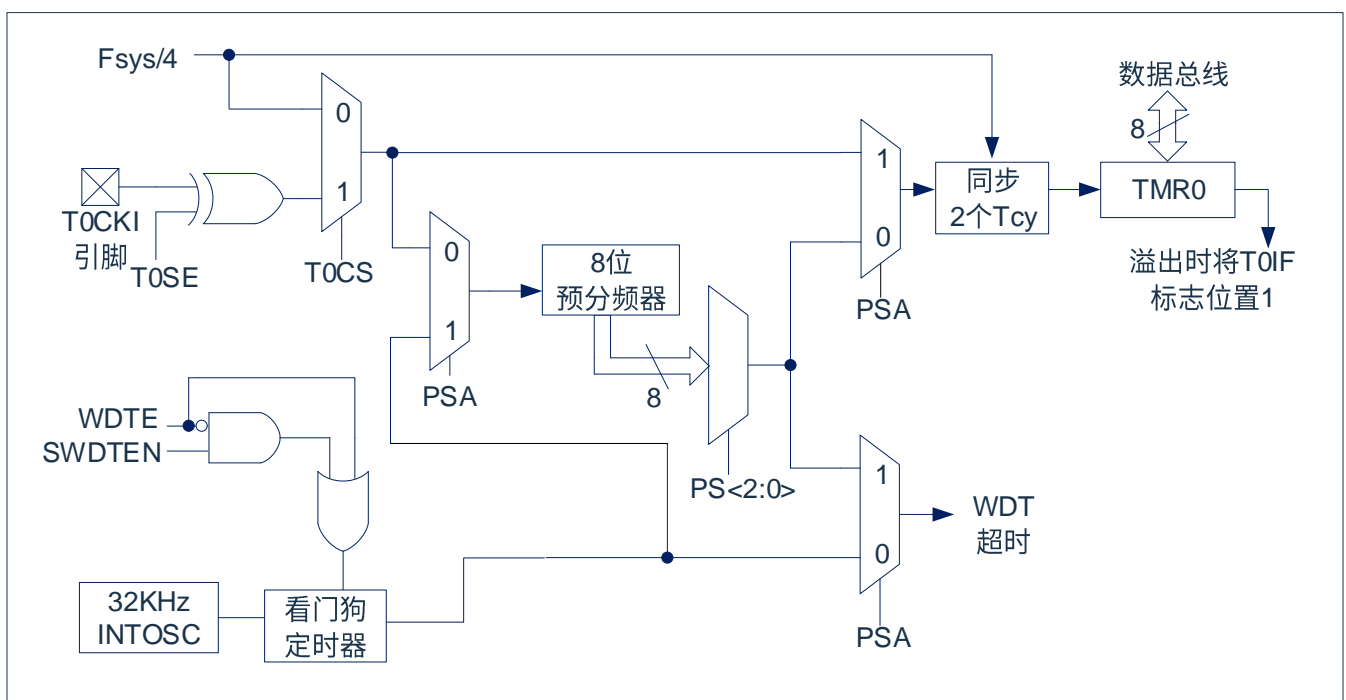 Fsys/4
数据总线
8
0
1
1
0
同步
2个Tcy
TMR0
T0CKI
引脚
T0SE
T0CS
0
1
8位
预分频器
8
PSA
溢出时将T0IF
标志位置1
PSA
WDTE
SWDTEN
PS<2:0>
1
0
WDT
超时
32KHz
INTOSC
看门狗
定时器
PSA